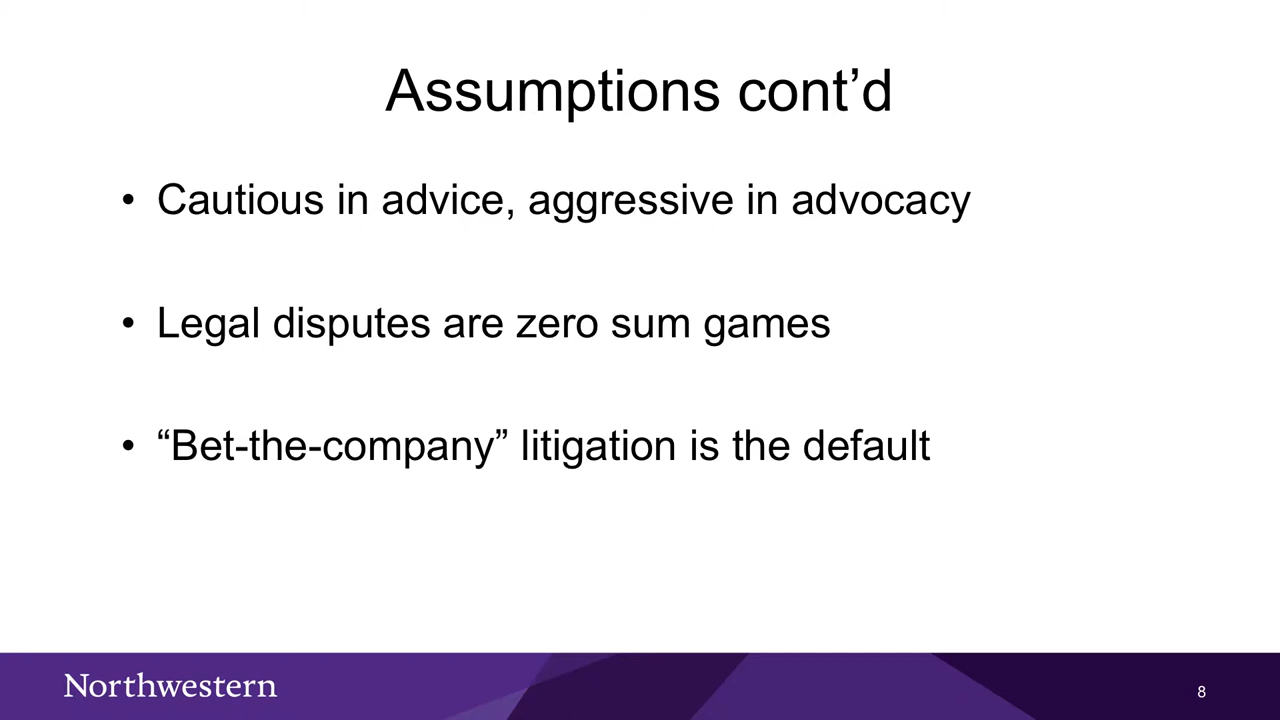 Assumptions cont’d
• Cautious in advice, aggressive in advocacy
• Legal disputes are zero sum games
• “Bet-the-company” litigation is the default
Northwestern
8